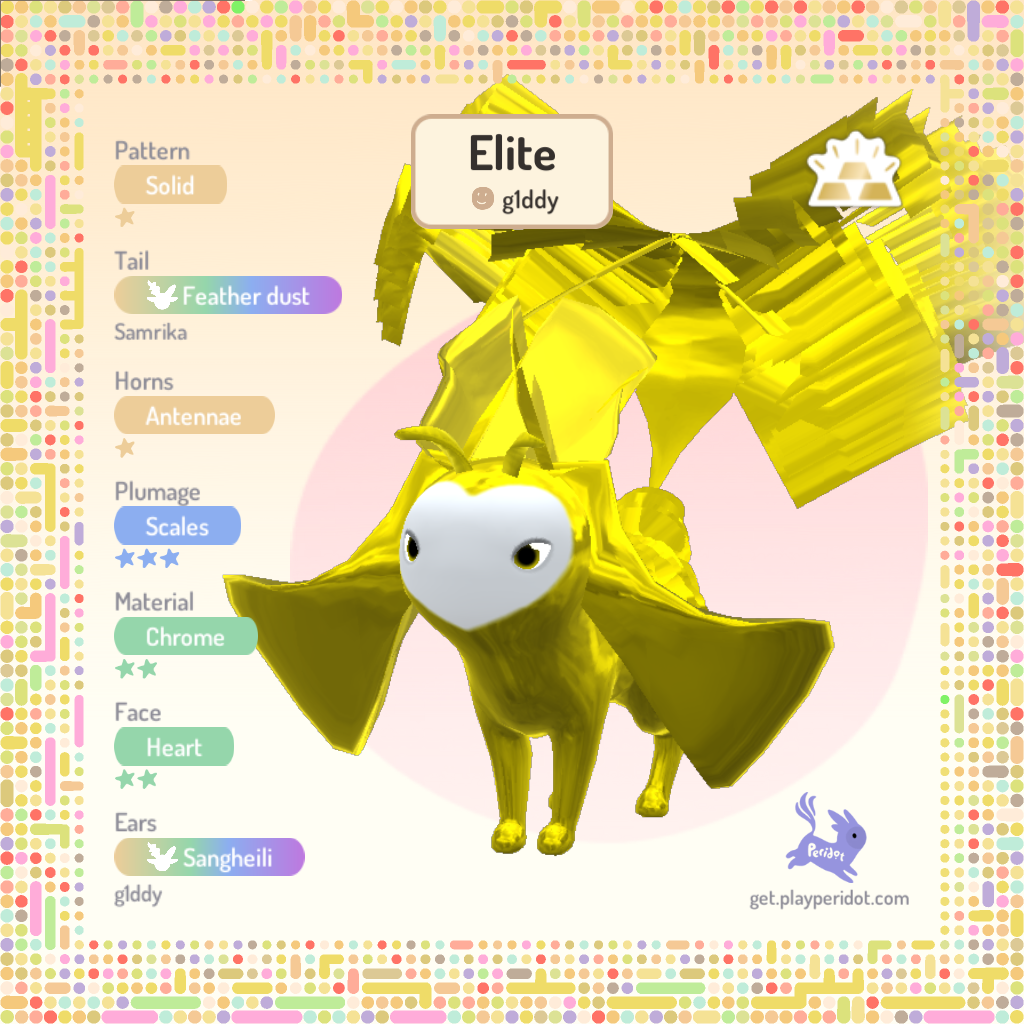 Elite
g1ddy
Pattern
Solid
Tail
Feather dust
Samrika
Horns
Antennae
Plumage
Scales
Material
Chrome
Face
Heart
Ears
Sangheili
g1ddy
Peridot
get.playperidot.com